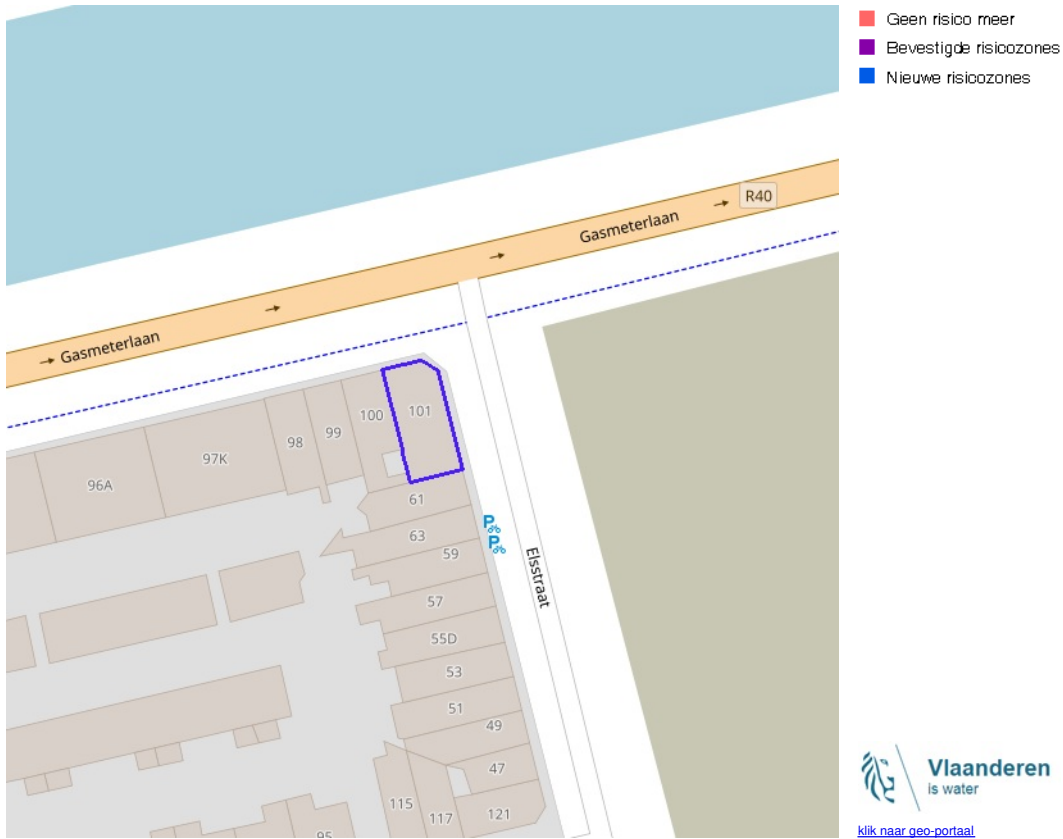 Geen risico meer
Bevestigde risicozones
Nieuwe risicozones
R40
Gasmeterlaan
Gasmeterlaan
101
100
99
98
97K
96A
61
63
59
57
55D
53
51
49
47
121
115
117
95
P
P
Elsstraat
Vlaanderen
is water
klik naar geo-portaal